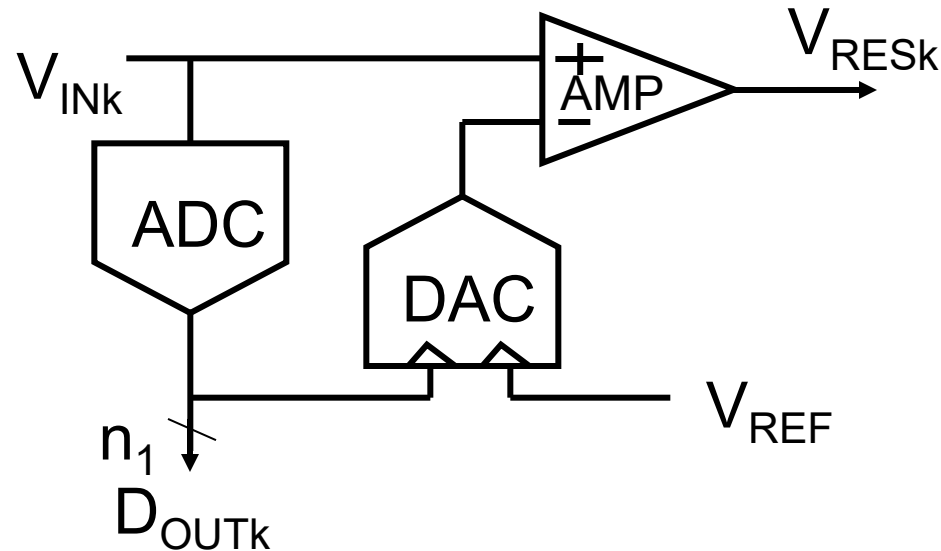 V_INk
+
AMP
−
V_RESk
ADC
DAC
V_REF
n_1
D_OUTk